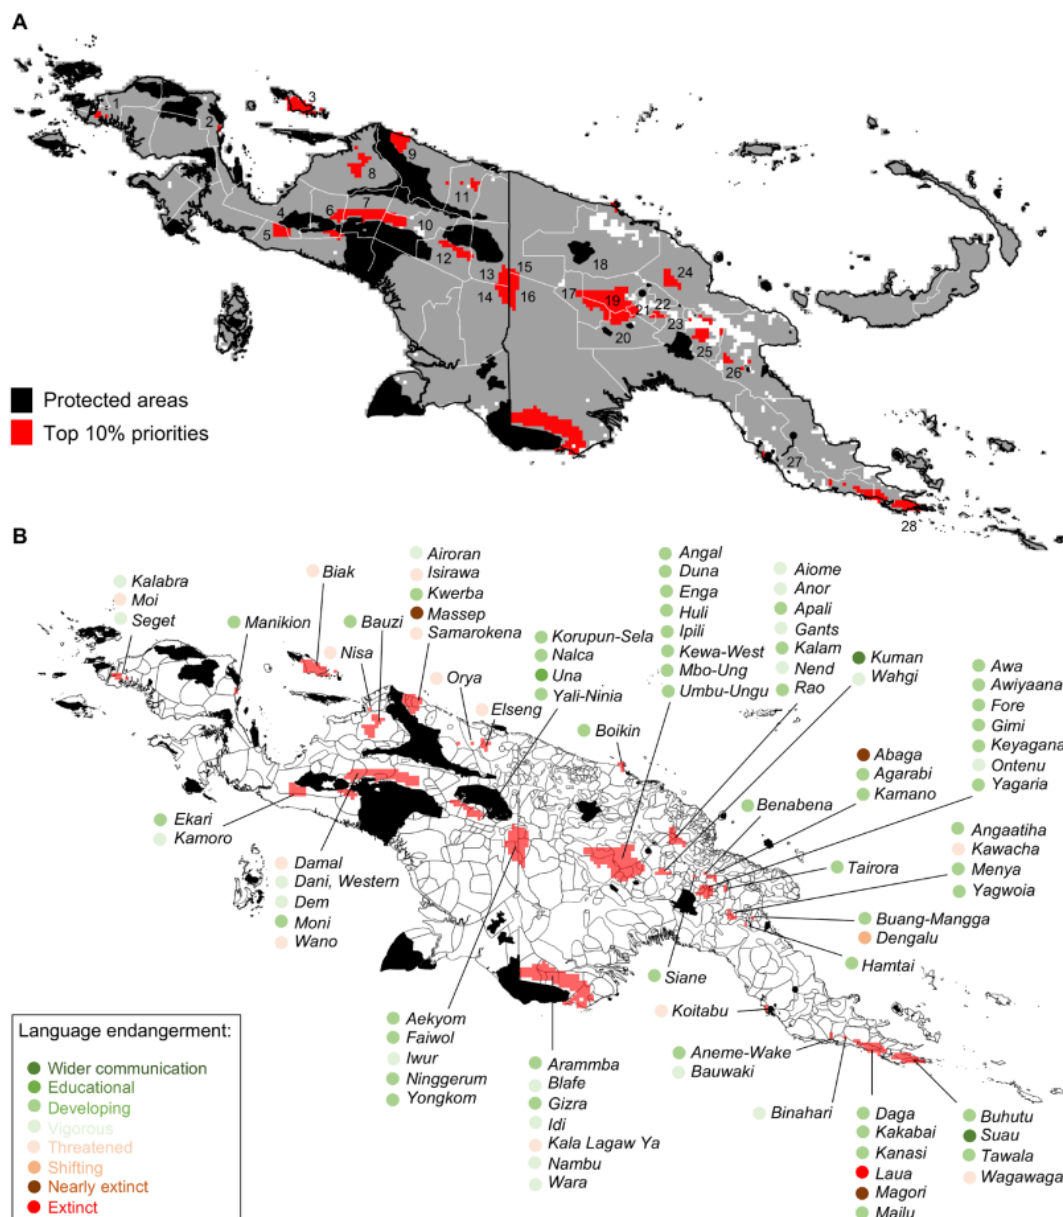 A
1
2
3
4
5
6
7
8
9
10
11
12
13
14
15
16
17
18
19
20
21
22
23
24
25
26
27
28
Protected areas
Top 10% priorities
B
Kalabra
Moi
Seget
Manikion
Biak
Nisa
Bauzi
Airoran
Isirawa
Kwerba
Massep
Samarokena
Orya
Elseng
Korupun-Sela
Nalca
Una
Yali-Ninia
Boikin
Angal
Duna
Enga
Huli
Ipili
Kewa-West
Mbo-Ung
Umbu-Ungu
Aiome
Anor
Apali
Gants
Kalam
Nend
Rao
Kuman
Wahgi
Abaga
Agarabi
Kamano
Benabena
Awa
Awiyaana
Fore
Gimi
Keyagana
Ontenu
Yagaria
Tairora
Angaatiha
Kawacha
Menya
Yagwoia
Buang-Mangga
Dengalu
Hamtai
Siane
Koitabu
Ekari
Kamoro
Damal
Dani, Western
Dem
Moni
Wano
Aekyom
Faiwol
Iwur
Ninggerum
Yongkom
Arammba
Blafe
Gizra
Idi
Kala Lagaw Ya
Nambu
Wara
Aneme-Wake
Bauwaki
Binahari
Daga
Kakabai
Kanasi
Laua
Magori
Mailu
Buhutu
Suau
Tawala
Wagawaga
Language endangerment:
Wider communication
Educational
Developing
Vigorous
Threatened
Shifting
Nearly extinct
Extinct